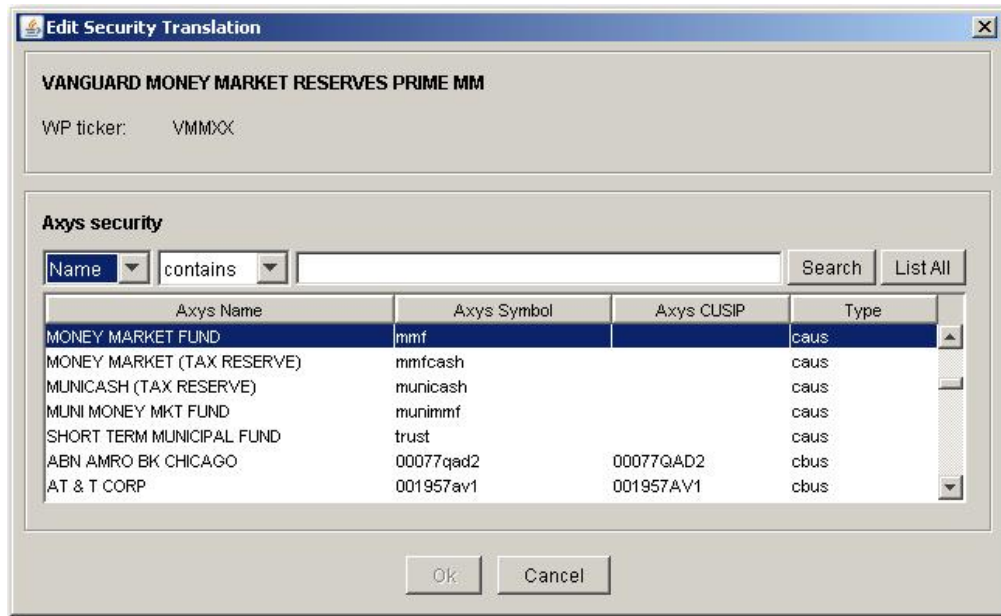 Edit Security Translation
VANGUARD MONEY MARKET RESERVES PRIME MM
WP ticker: VMMXX
Axys security
Name contains Search List All
Axys Name Axys Symbol Axys CUSIP Type
MONEY MARKET FUND mmf caus
MONEY MARKET (TAX RESERVE) mmfcash caus
MUNICASH (TAX RESERVE) municash caus
MUNI MONEY MKT FUND munimmf caus
SHORT TERM MUNICIPAL FUND trust caus
ABN AMRO BK CHICAGO 00077qad2 00077QAD2 cbus
AT & T CORP 001957av1 001957AV1 cbus
Ok Cancel